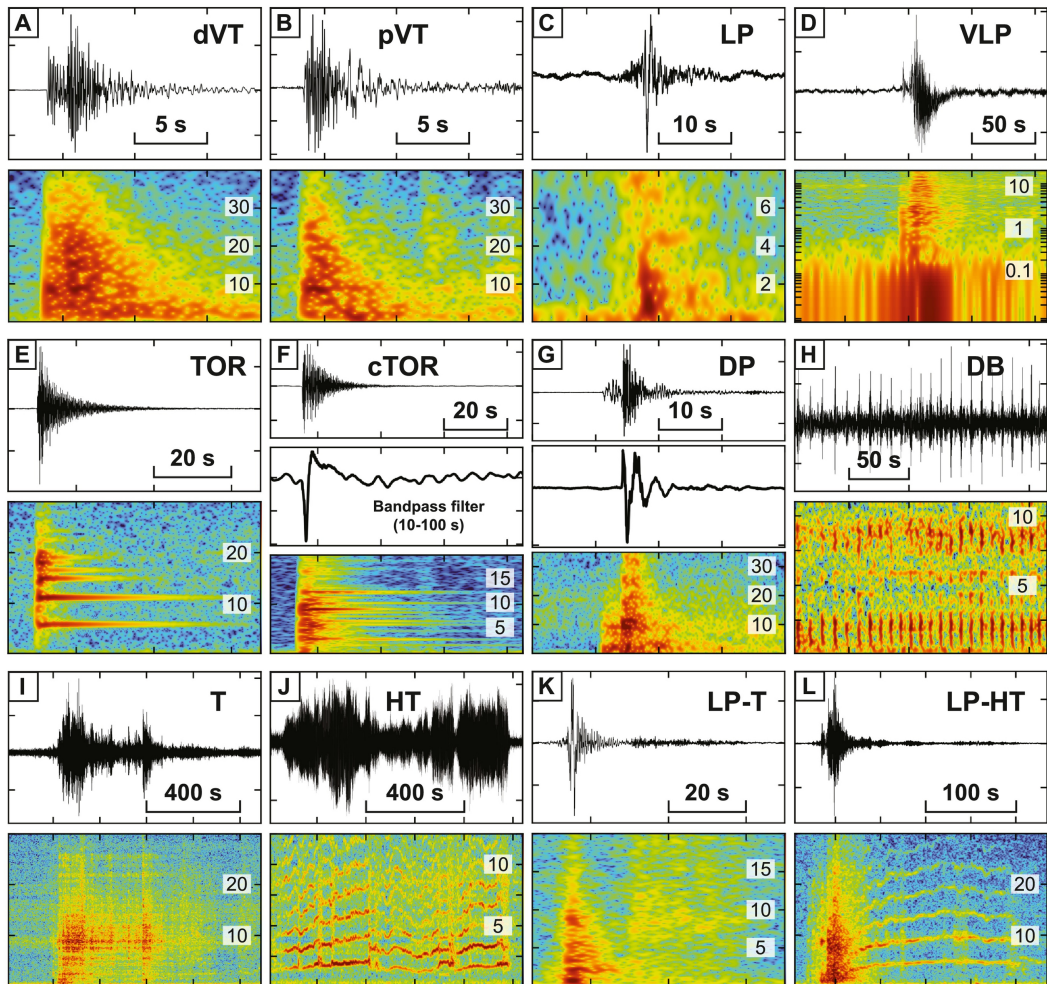 A dVT
5 s
30
20
10
B pVT
5 s
30
20
10
C LP
10 s
6
4
2
D VLP
50 s
10
1
0.1
E TOR
20 s
20
10
F cTOR
20 s
Bandpass filter
(10-100 s)
15
10
5
G DP
10 s
30
20
10
H DB
50 s
10
5
I T
400 s
20
10
J HT
400 s
10
5
K LP-T
20 s
15
10
5
L LP-HT
100 s
20
10